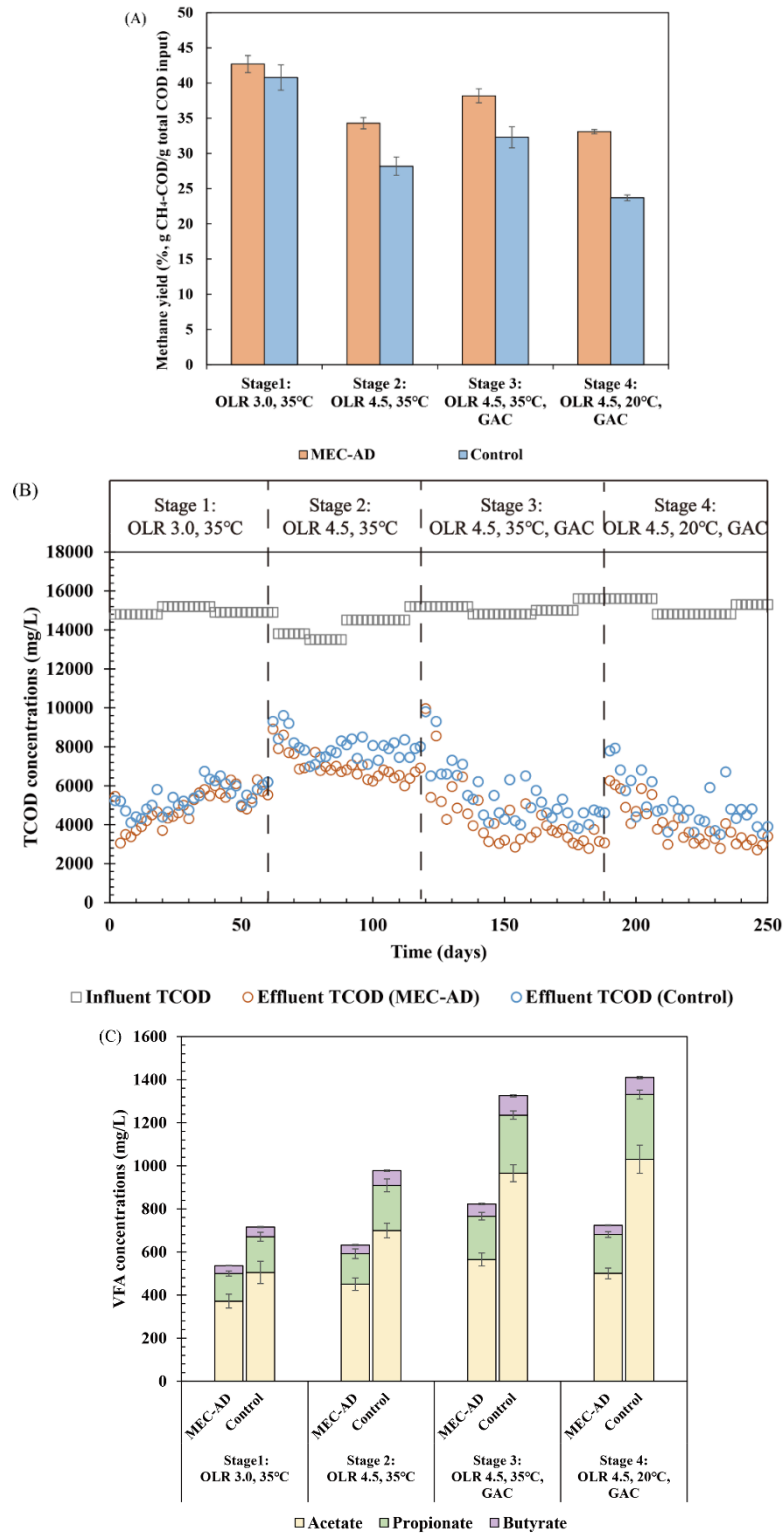 (A)
50
45
40
35
30
25
20
15
10
5
0
Methane yield (%, g CH₄-COD/g total COD input)
Stage1:
OLR 3.0, 35℃
Stage 2:
OLR 4.5, 35℃
Stage 3:
OLR 4.5, 35℃,
GAC
Stage 4:
OLR 4.5, 20℃,
GAC
MEC-AD
Control
(B)
Stage 1:
OLR 3.0, 35℃
Stage 2:
OLR 4.5, 35℃
Stage 3:
OLR 4.5, 35℃, GAC
Stage 4:
OLR 4.5, 20℃, GAC
18000
16000
14000
12000
10000
8000
6000
4000
2000
0
TCOD concentrations (mg/L)
0
50
100
150
200
250
Time (days)
Influent TCOD
Effluent TCOD (MEC-AD)
Effluent TCOD (Control)
(C)
1600
1400
1200
1000
800
600
400
200
0
VFA concentrations (mg/L)
MEC-AD
Control
MEC-AD
Control
MEC-AD
Control
MEC-AD
Control
Stage1:
OLR 3.0, 35℃
Stage 2:
OLR 4.5, 35℃
Stage 3:
OLR 4.5, 35℃,
GAC
Stage 4:
OLR 4.5, 20℃,
GAC
Acetate
Propionate
Butyrate